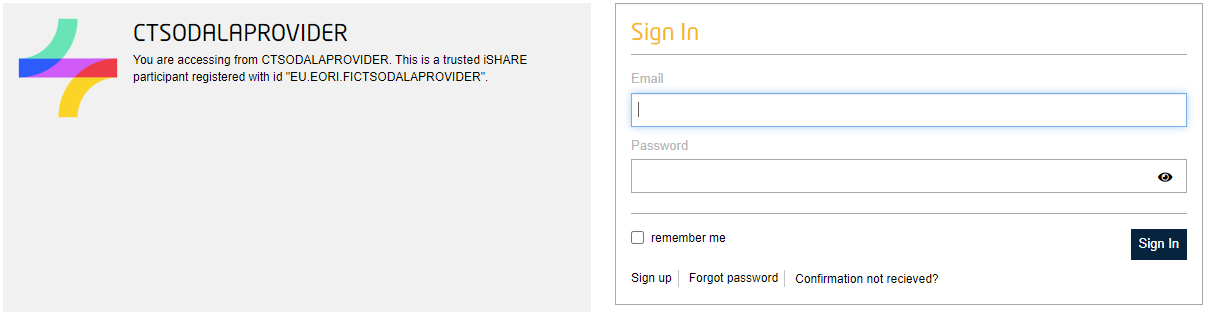 CTSODALAPROVIDER
You are accessing from CTSODALAPROVIDER. This is a trusted iSHARE
participant registered with id "EU.EORI.FICTSODALAPROVIDER".
Sign In
Email
Password
remember me
Sign In
Sign up
Forgot password
Confirmation not recieved?